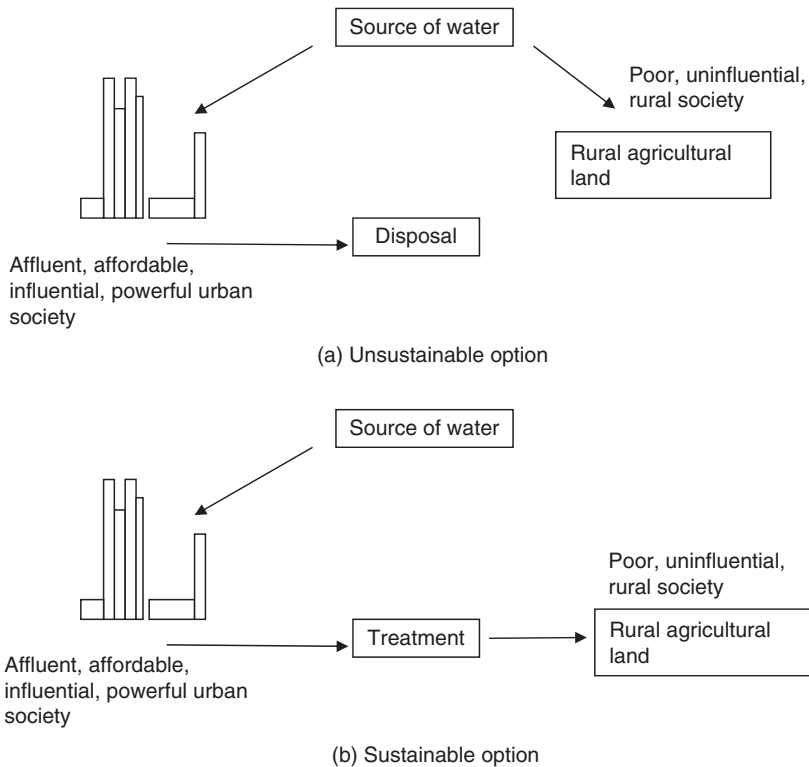 Source of water
Poor, uninfluential,
rural society
Rural agricultural
land
Disposal
Affluent, affordable,
influential, powerful urban
society
(a) Unsustainable option
Source of water
Poor, uninfluential,
rural society
Rural agricultural
land
Treatment
Affluent, affordable,
influential, powerful urban
society
(b) Sustainable option